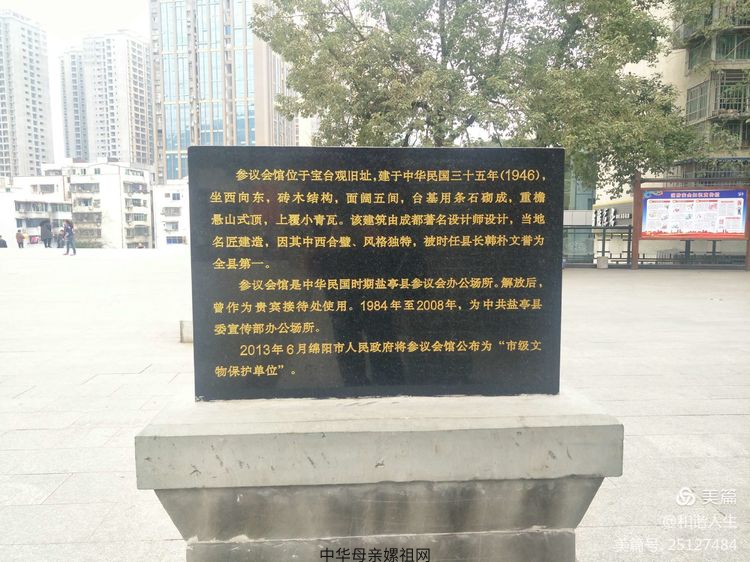 参议会馆位于宝台观旧址，建于中华民国三十五年(1946)，
坐西向东，砖木结构，面阔五间，台基用条石砌成，重檐
悬山式顶，上覆小青瓦。该建筑由成都著名设计师设计，当地
名匠建造，因其中西合璧、风格独特，被时任县长韩朴文誉为
全县第一。
参议会馆是中华民国时期盐亭县参议会办公场所。解放后，
曾作为贵宾接待处使用。1984年至2008年，为中共盐亭县
委宣传部办公场所。
2013年6月绵阳市人民政府将参议会馆公布为“市级文
物保护单位”。
美篇
@和谐人生
美篇号:25127484
中华母亲嫘祖网